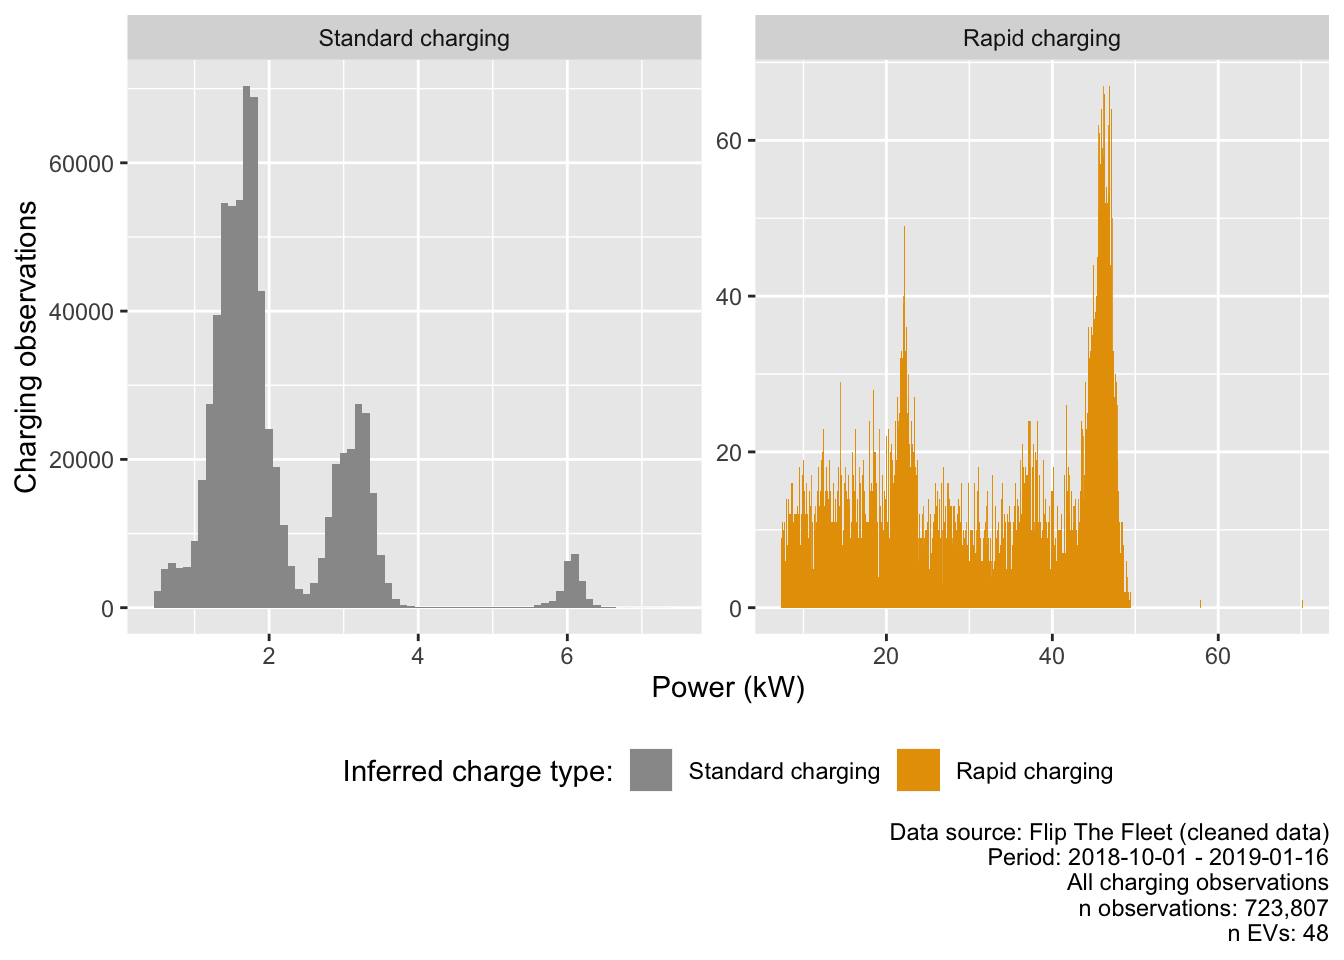 Standard charging
Rapid charging
Charging observations
60000
40000
20000
0
60
40
20
0
2 4 6
20 40 60
Power (kW)
Inferred charge type: Standard charging Rapid charging
Data source: Flip The Fleet (cleaned data)
Period: 2018-10-01 - 2019-01-16
All charging observations
n observations: 723,807
n EVs: 48